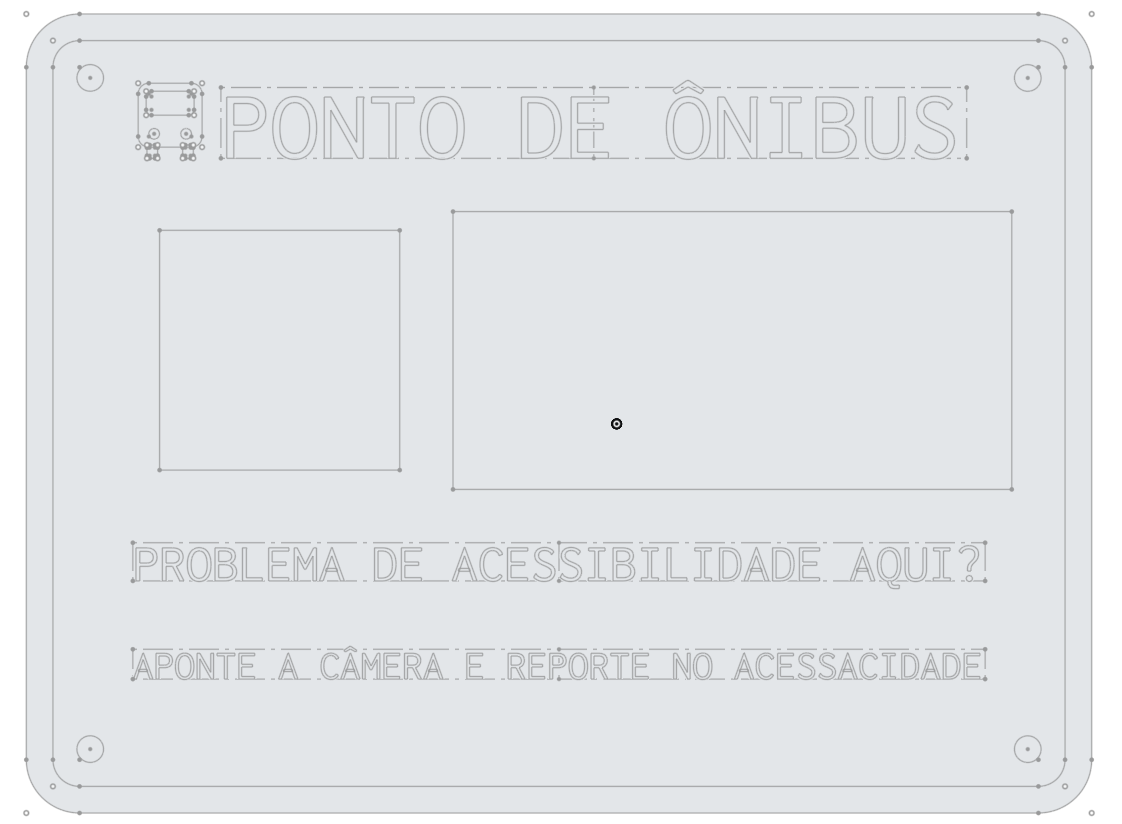 PONTO DE ÔNIBUS
PROBLEMA DE ACESSIBILIDADE AQUI?
APONTE A CÂMERA E REPORTE NO ACESSACIDADE